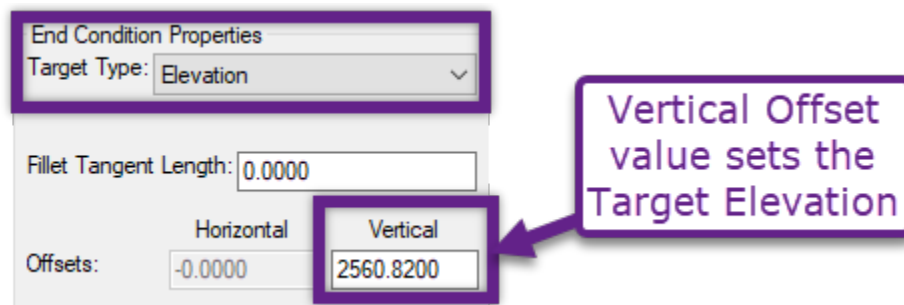 End Condition Properties
Target Type: Elevation
Fillet Tangent Length: 0.0000
Horizontal Vertical
Offsets: -0.0000 2560.8200
Vertical Offset
value sets the
Target Elevation